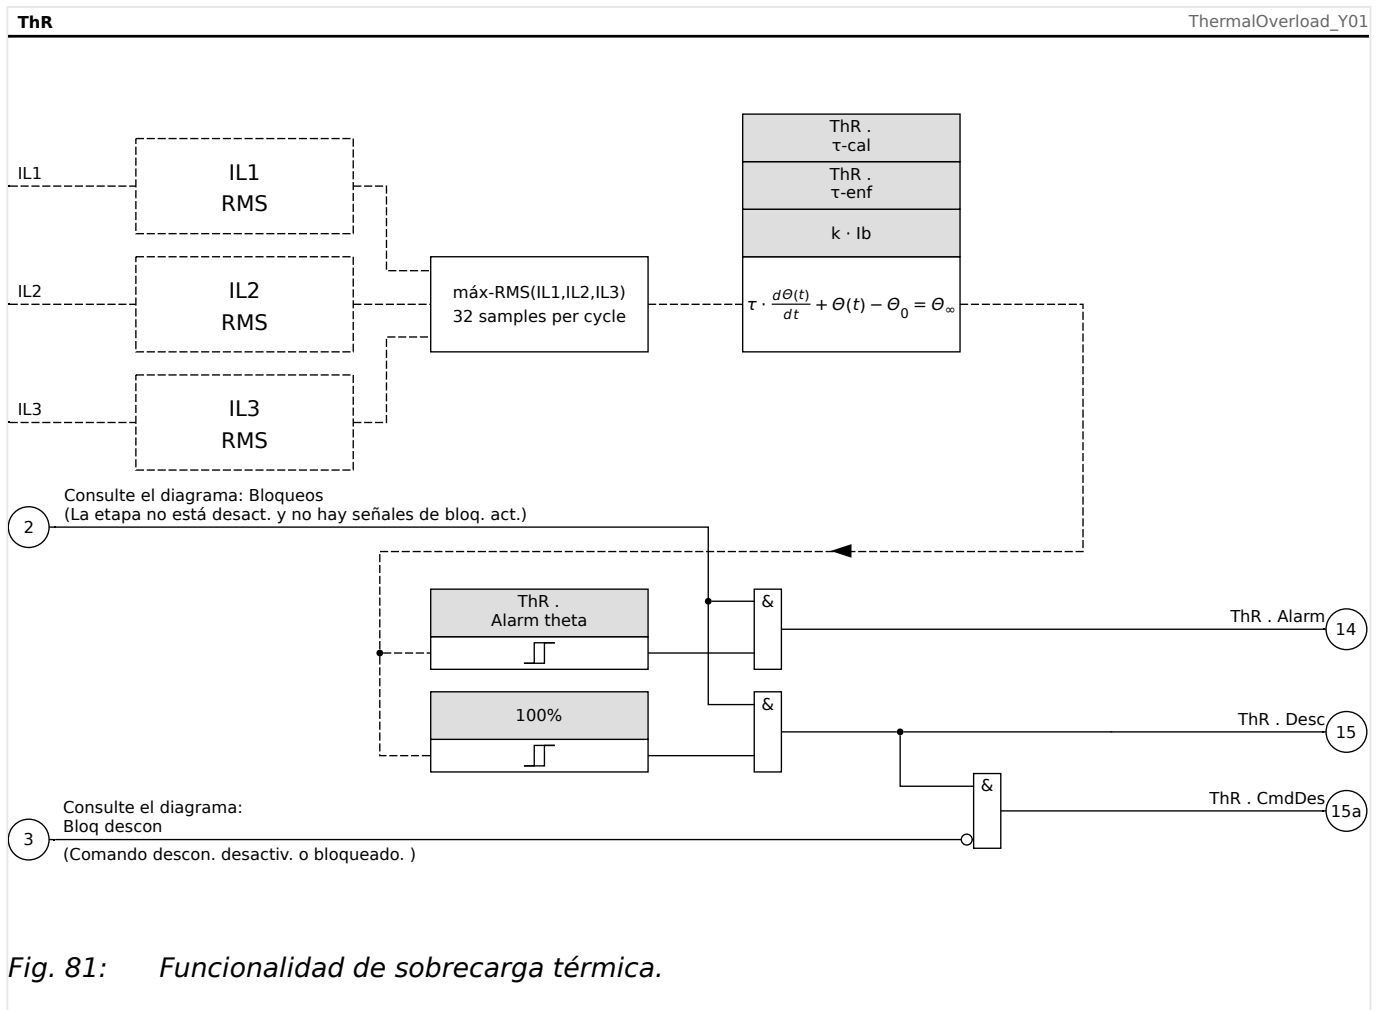 ThR
ThermalOverload_Y01
ThR .
τ-cal
ThR .
τ-enf
k · Ib
IL1
IL1
RMS
IL2
IL2
RMS
máx-RMS(IL1,IL2,IL3)
32 samples per cycle
τ · dΘ(t)/dt + Θ(t) − Θ₀ = Θ∞
IL3
IL3
RMS
Consulte el diagrama: Bloqueos
(La etapa no está desact. y no hay señales de bloq. act.)
2
ThR .
Alarm theta
&
ThR . Alarm
14
100%
&
ThR . Desc
15
&
ThR . CmdDes
15a
Consulte el diagrama:
Bloq descon
3
(Comando descon. desactiv. o bloqueado. )
Fig. 81: Funcionalidad de sobrecarga térmica.